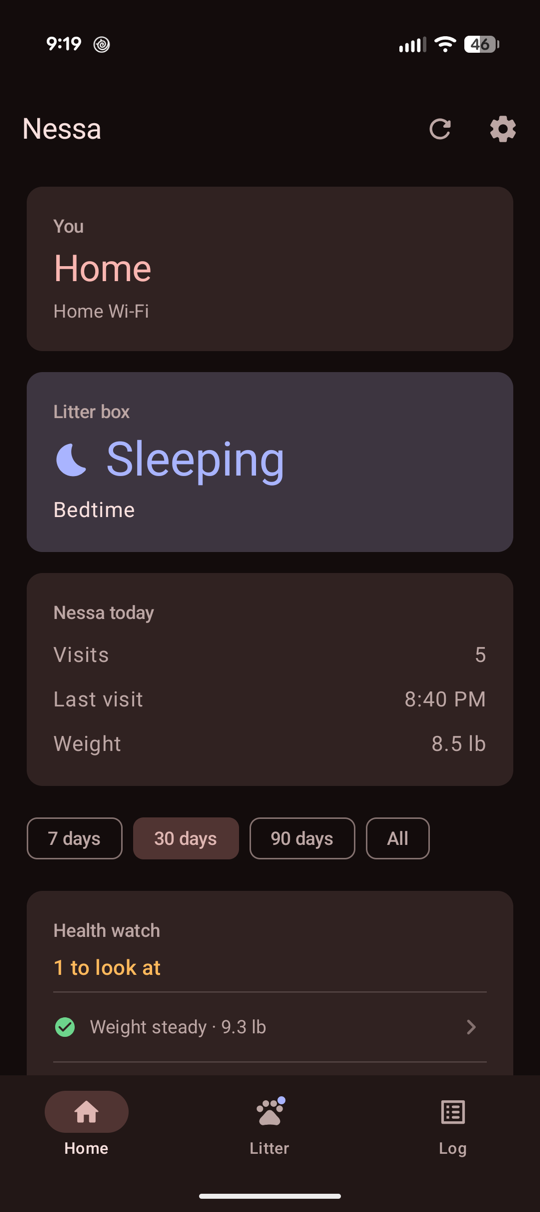 9:19
46
Nessa
You
Home
Home Wi-Fi
Litter box
Sleeping
Bedtime
Nessa today
Visits 5
Last visit 8:40 PM
Weight 8.5 lb
7 days 30 days 90 days All
Health watch
1 to look at
Weight steady · 9.3 lb
Home Litter Log